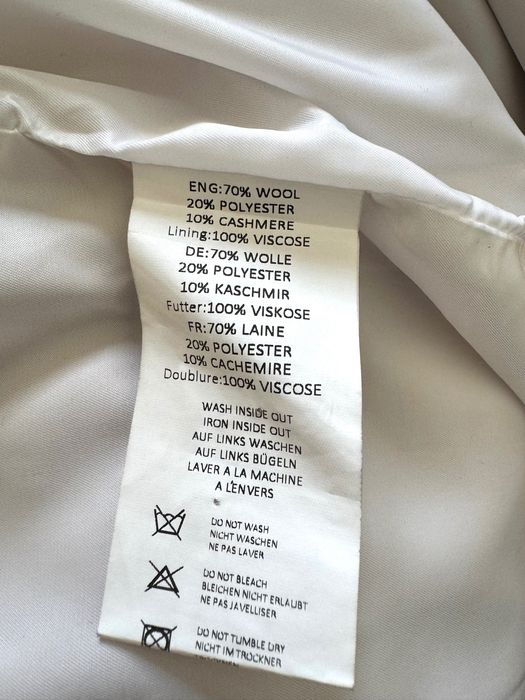 ENG:70% WOOL
20% POLYESTER
10% CASHMERE
Lining:100% VISCOSE
DE:70% WOLLE
20% POLYESTER
10% KASCHMIR
Futter:100% VISKOSE
FR:70% LAINE
20% POLYESTER
10% CACHEMIRE
Doublure:100% VISCOSE
WASH INSIDE OUT
IRON INSIDE OUT
AUF LINKS WASCHEN
AUF LINKS BÜGELN
LAVER A LA MACHINE
A L'ENVERS
DO NOT WASH
NICHT WASCHEN
NE PAS LAVER
DO NOT BLEACH
BLEICHEN NICHT ERLAUBT
NE PAS JAVELLISER
DO NOT TUMBLE DRY
NICHT IM TROCKNER